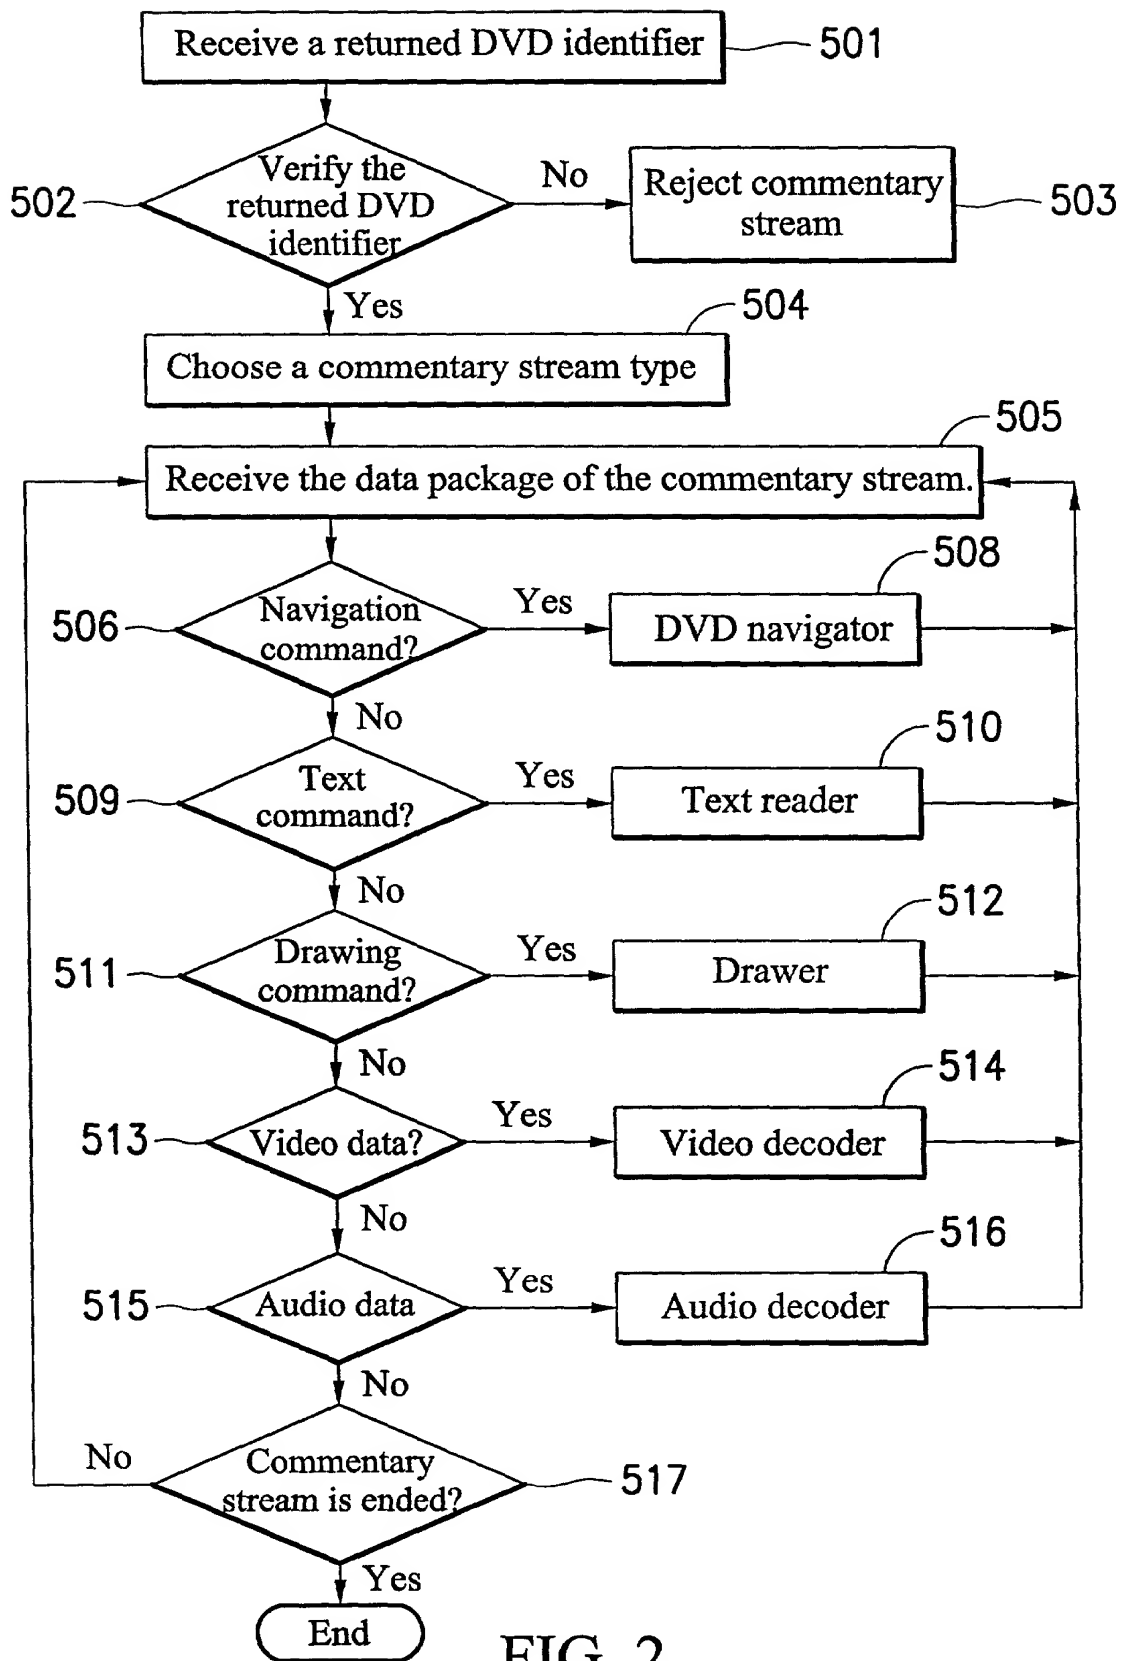 Receive a returned DVD identifier
501
Verify the
returned DVD
identifier
502
No
Reject commentary
stream
503
Yes
504
Choose a commentary stream type
505
Receive the data package of the commentary stream.
506
Navigation
command?
Yes
508
DVD navigator
No
509
Text
command?
Yes
510
Text reader
No
511
Drawing
command?
Yes
512
Drawer
No
513
Video data?
Yes
514
Video decoder
No
515
Audio data
Yes
516
Audio decoder
No
No
Commentary
stream is ended?
517
Yes
End
FIG. 2